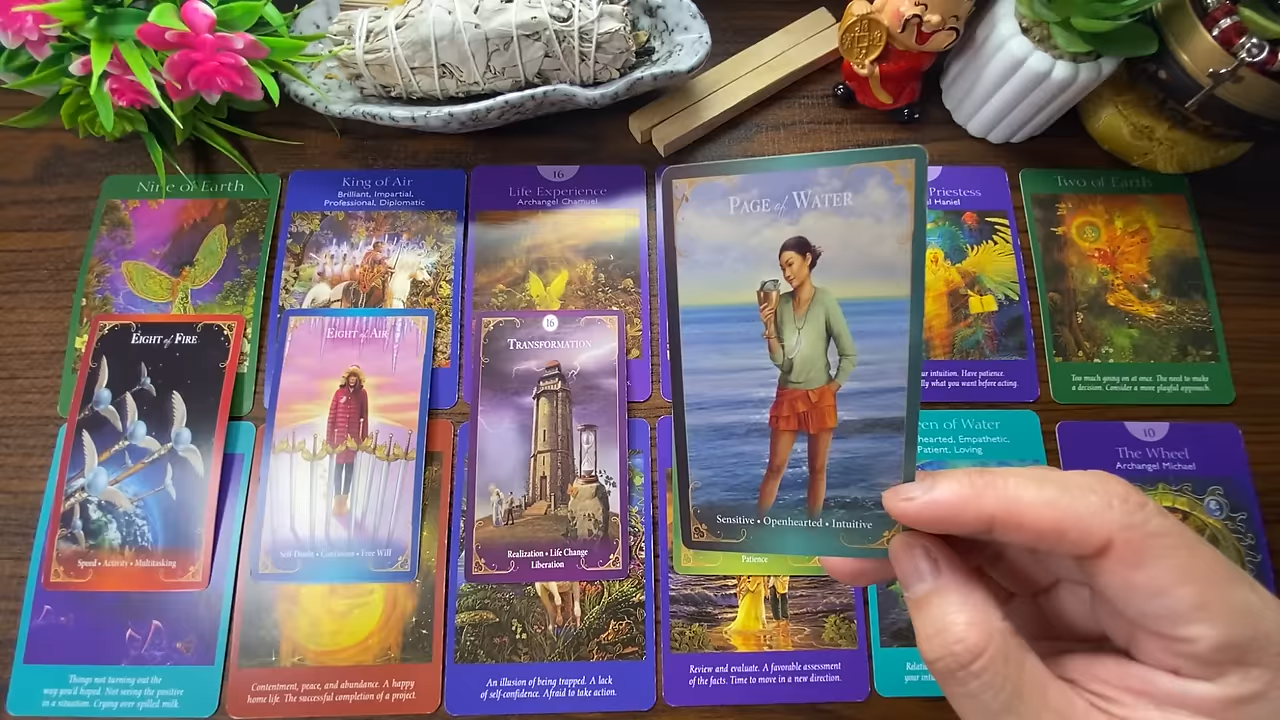 Nine of Earth
King of Air
Brilliant, Impartial,
Professional, Diplomatic
16
Life Experience
Archangel Chamuel
PAGE of WATER
Sensitive • Openhearted • Intuitive
Priestess
Haniel
ur intuition. Have patience.
lly what you want before acting.
Two of Earth
Too much going on at once. The need to make
a decision. Consider a more playful approach.
EIGHT of FIRE
Speed • Activity • Multitasking
EIGHT of AIR
Self-Doubt • Confusion • Free Will
16
TRANSFORMATION
Realization • Life Change
Liberation
Patience
en of Water
hearted, Empathetic,
Patient, Loving
10
The Wheel
Archangel Michael
Things not turning out the
way you'd hoped. Not seeing the positive
in a situation. Crying over spilled milk.
Contentment, peace, and abundance. A happy
home life. The successful completion of a project.
An illusion of being trapped. A lack
of self-confidence. Afraid to take action.
Review and evaluate. A favorable assessment
of the facts. Time to move in a new direction.
Relati
your intu